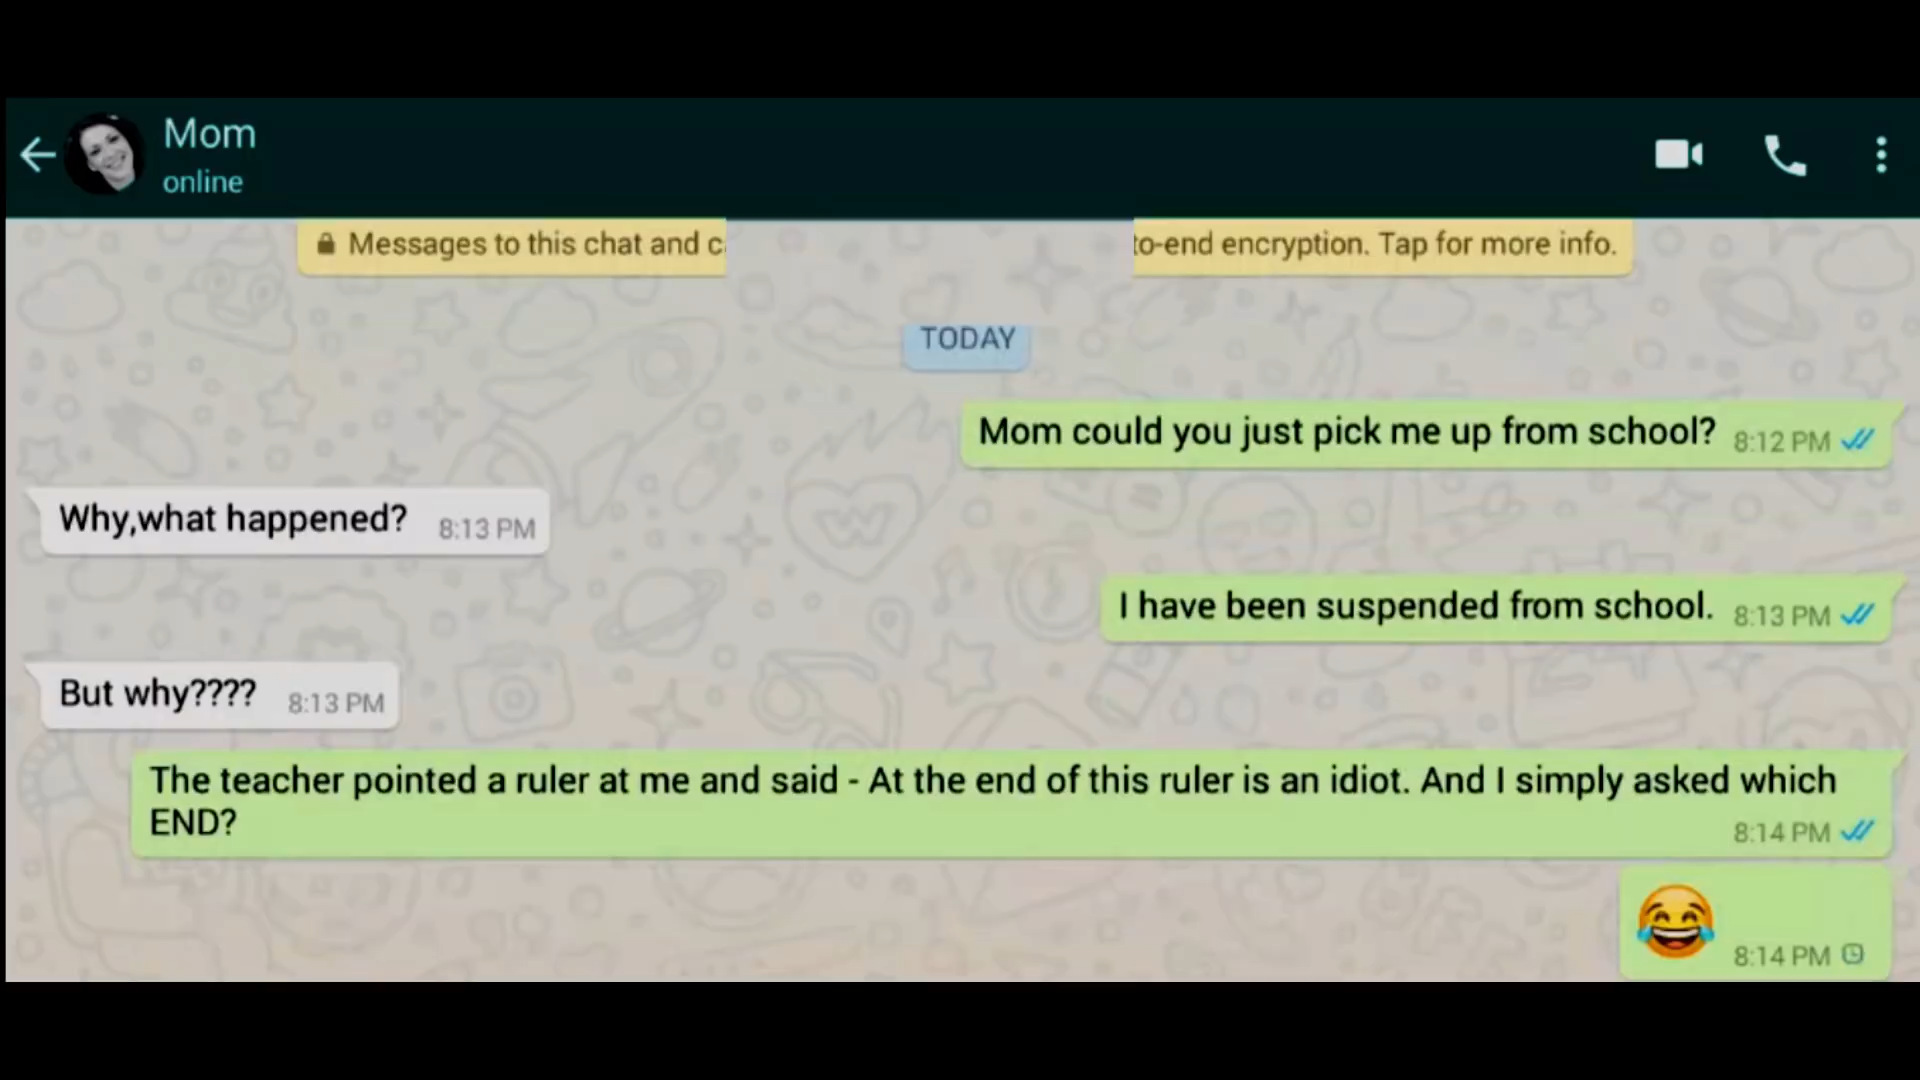 Mom
online
Messages to this chat and
to-end encryption. Tap for more info.
TODAY
Mom could you just pick me up from school? 8:12 PM
Why,what happened? 8:13 PM
I have been suspended from school. 8:13 PM
But why???? 8:13 PM
The teacher pointed a ruler at me and said - At the end of this ruler is an idiot. And I simply asked which
END? 8:14 PM
😂 8:14 PM